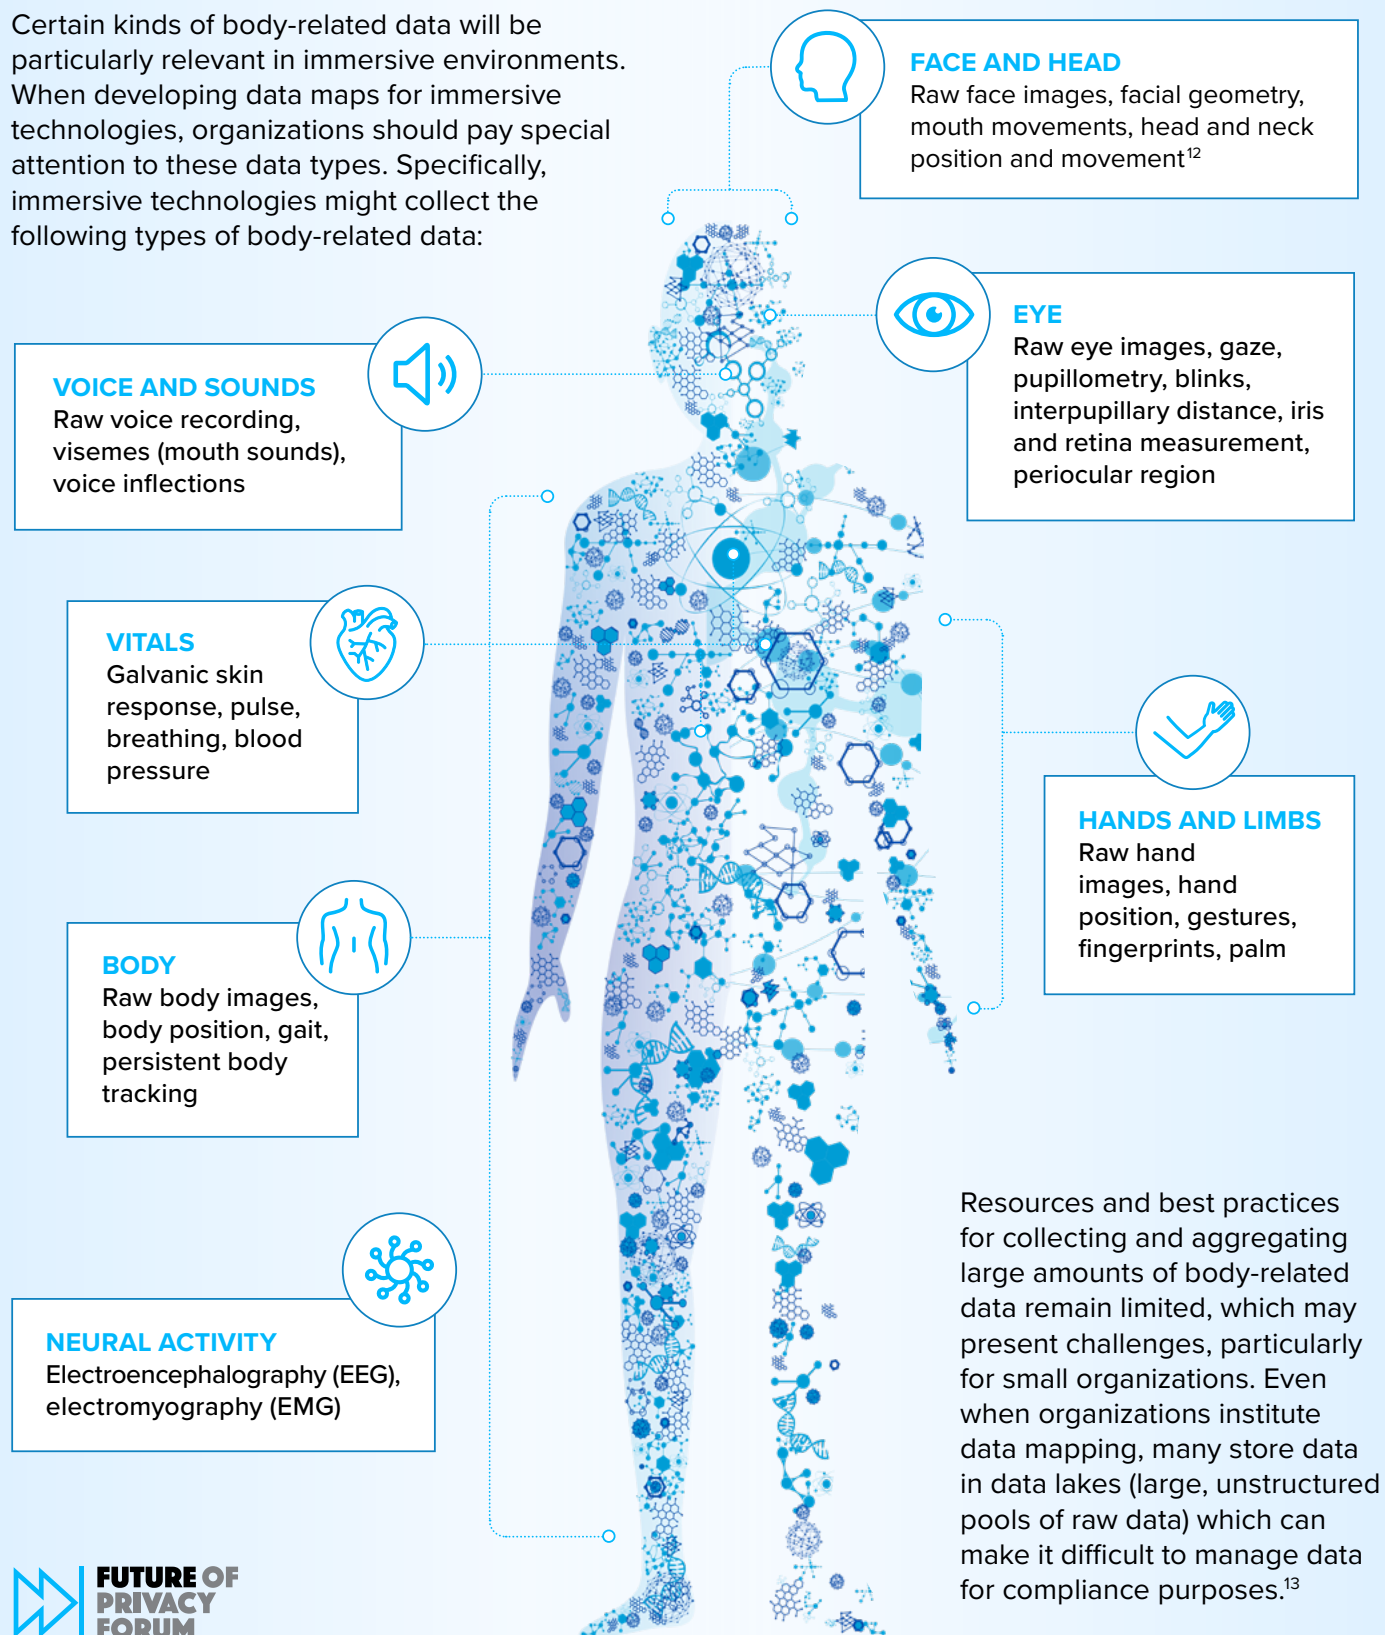 Certain kinds of body-related data will be
particularly relevant in immersive environments.
When developing data maps for immersive
technologies, organizations should pay special
attention to these data types. Specifically,
immersive technologies might collect the
following types of body-related data:
FACE AND HEAD
Raw face images, facial geometry,
mouth movements, head and neck
position and movement¹²
EYE
Raw eye images, gaze,
pupillometry, blinks,
interpupillary distance, iris
and retina measurement,
periocular region
VOICE AND SOUNDS
Raw voice recording,
visemes (mouth sounds),
voice inflections
VITALS
Galvanic skin
response, pulse,
breathing, blood
pressure
HANDS AND LIMBS
Raw hand
images, hand
position, gestures,
fingerprints, palm
BODY
Raw body images,
body position, gait,
persistent body
tracking
NEURAL ACTIVITY
Electroencephalography (EEG),
electromyography (EMG)
Resources and best practices
for collecting and aggregating
large amounts of body-related
data remain limited, which may
present challenges, particularly
for small organizations. Even
when organizations institute
data mapping, many store data
in data lakes (large, unstructured
pools of raw data) which can
make it difficult to manage data
for compliance purposes.¹³
FUTURE OF
PRIVACY
FORUM